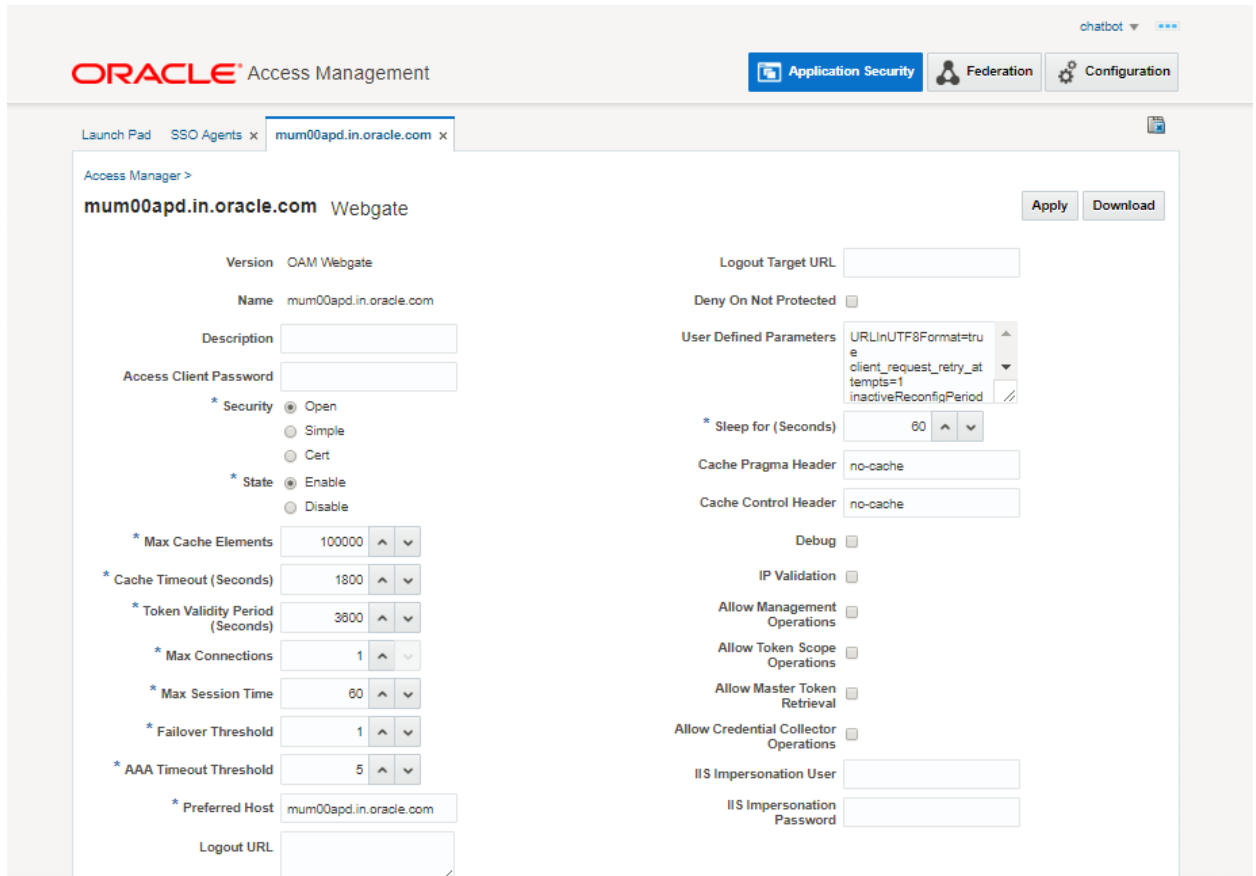 chatbot
ORACLE Access Management
Application Security
Federation
Configuration
Launch Pad
SSO Agents
mum00apd.in.oracle.com
Access Manager >
mum00apd.in.oracle.com Webgate
Apply
Download
Version OAM Webgate
Name mum00apd.in.oracle.com
Description
Access Client Password
* Security Open
Simple
Cert
* State Enable
Disable
* Max Cache Elements 100000
* Cache Timeout (Seconds) 1800
* Token Validity Period
(Seconds) 3600
* Max Connections 1
* Max Session Time 60
* Failover Threshold 1
* AAA Timeout Threshold 5
* Preferred Host mum00apd.in.oracle.com
Logout URL
Logout Target URL
Deny On Not Protected
User Defined Parameters
URLInUTF8Format=tru
e
client_request_retry_at
tempts=1
inactiveReconfigPeriod
* Sleep for (Seconds) 60
Cache Pragma Header no-cache
Cache Control Header no-cache
Debug
IP Validation
Allow Management
Operations
Allow Token Scope
Operations
Allow Master Token
Retrieval
Allow Credential Collector
Operations
IIS Impersonation User
IIS Impersonation
Password